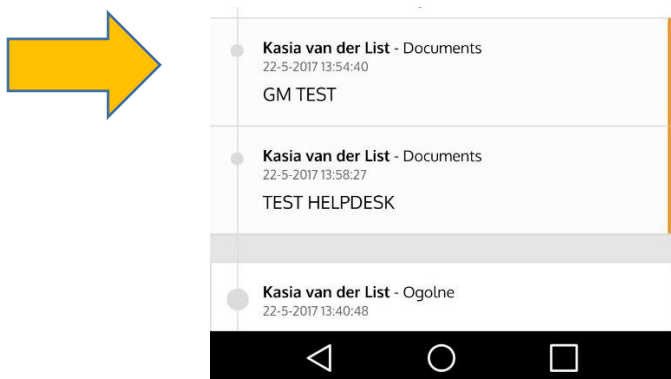 Kasia van der List - Documents
22-5-2017 13:54:40
GM TEST
Kasia van der List - Documents
22-5-2017 13:58:27
TEST HELPDESK
Kasia van der List - Ogolne
22-5-2017 13:40:48